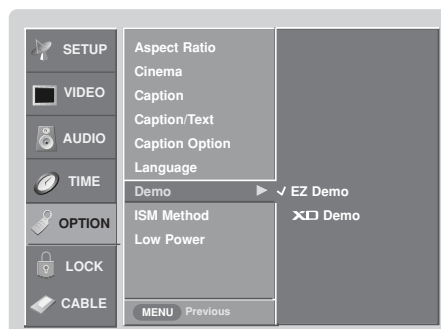 SETUP
VIDEO
AUDIO
TIME
OPTION
LOCK
CABLE
Aspect Ratio
Cinema
Caption
Caption/Text
Caption Option
Language
Demo
ISM Method
Low Power
EZ Demo
XD Demo
MENU Previous